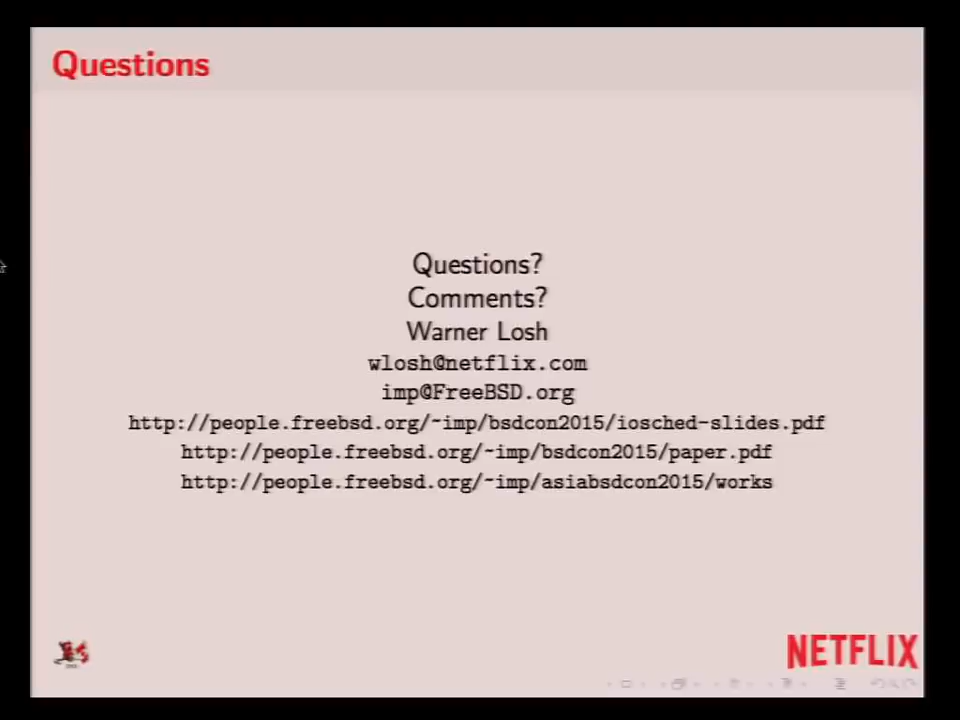 Questions
Questions?
Comments?
Warner Losh
wlosh@netflix.com
imp@FreeBSD.org
http://people.freebsd.org/~imp/bsdcon2015/iosched-slides.pdf
http://people.freebsd.org/~imp/bsdcon2015/paper.pdf
http://people.freebsd.org/~imp/asiabsdcon2015/works
NETFLIX